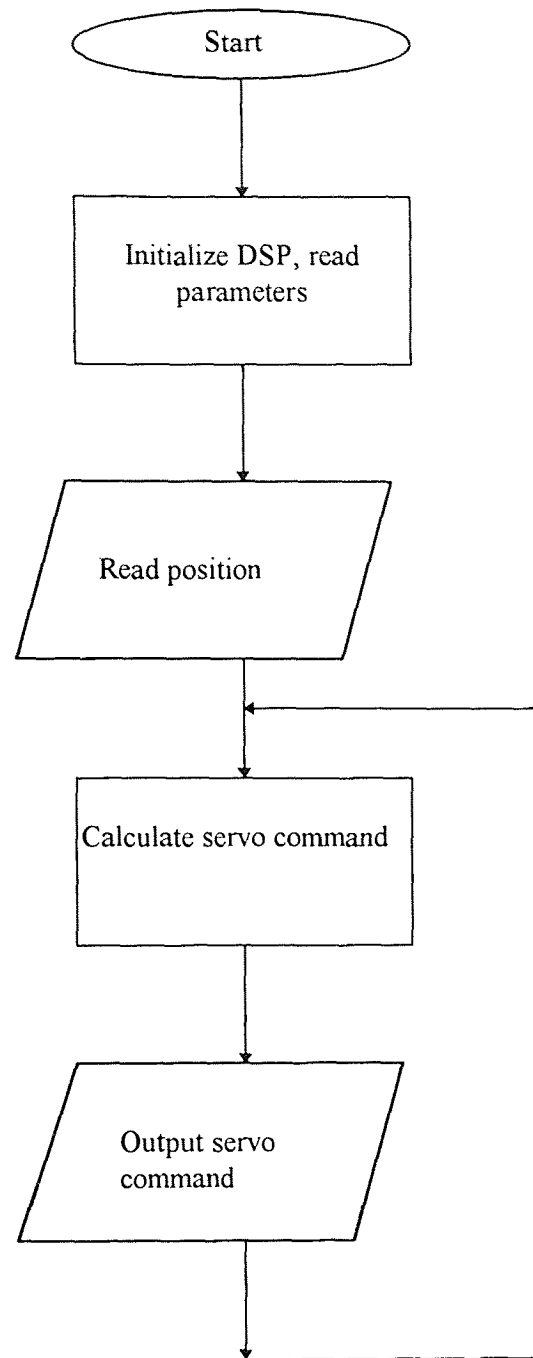 Start
Initialize DSP, read
parameters
Read position
Calculate servo command
Output servo
command